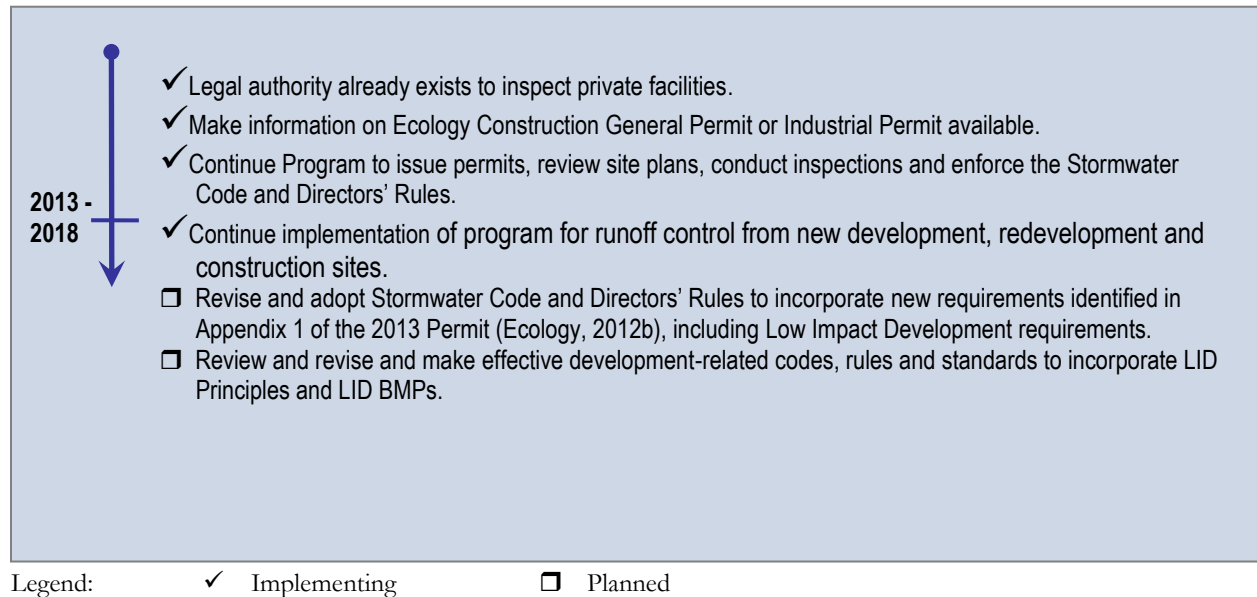 ✓Legal authority already exists to inspect private facilities.
✓Make information on Ecology Construction General Permit or Industrial Permit available.
✓Continue Program to issue permits, review site plans, conduct inspections and enforce the Stormwater
Code and Directors’ Rules.
2013 -
2018
✓Continue implementation of program for runoff control from new development, redevelopment and
construction sites.
❒ Revise and adopt Stormwater Code and Directors’ Rules to incorporate new requirements identified in
Appendix 1 of the 2013 Permit (Ecology, 2012b), including Low Impact Development requirements.
❒ Review and revise and make effective development-related codes, rules and standards to incorporate LID
Principles and LID BMPs.
Legend: ✓ Implementing ❒ Planned